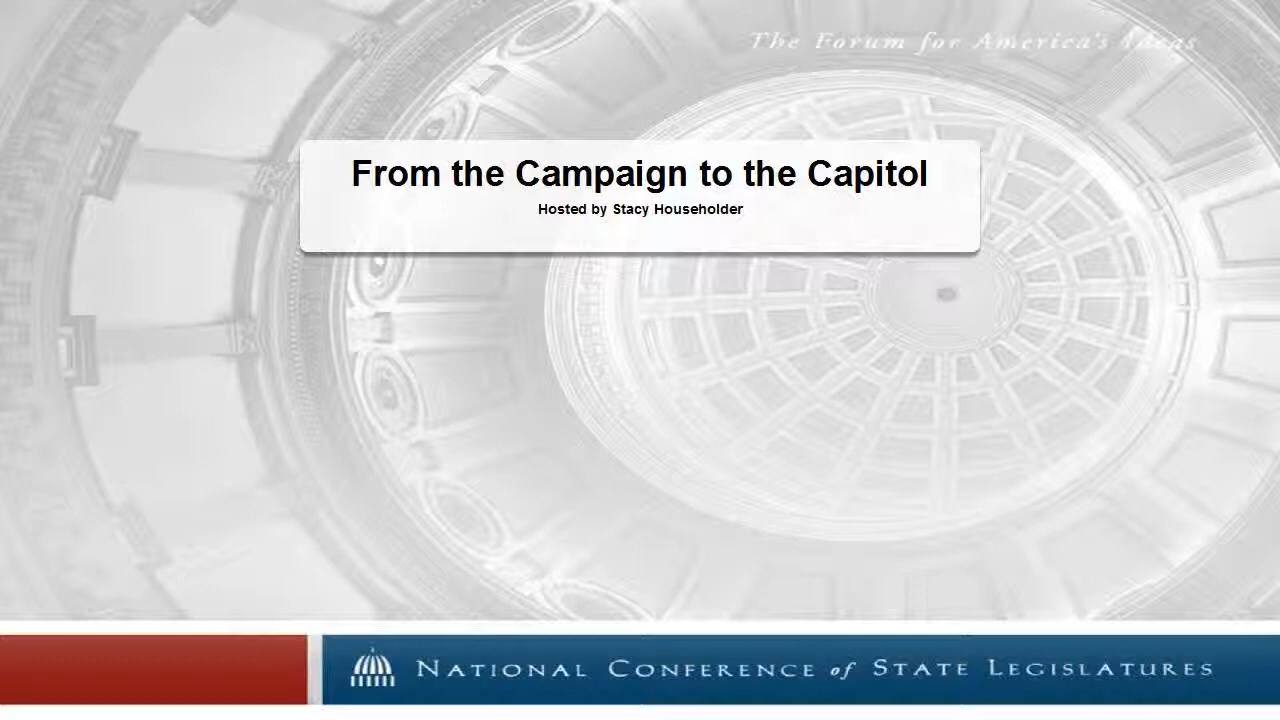 The Forum for America's Ideas
From the Campaign to the Capitol
Hosted by Stacy Householder
NATIONAL CONFERENCE of STATE LEGISLATURES